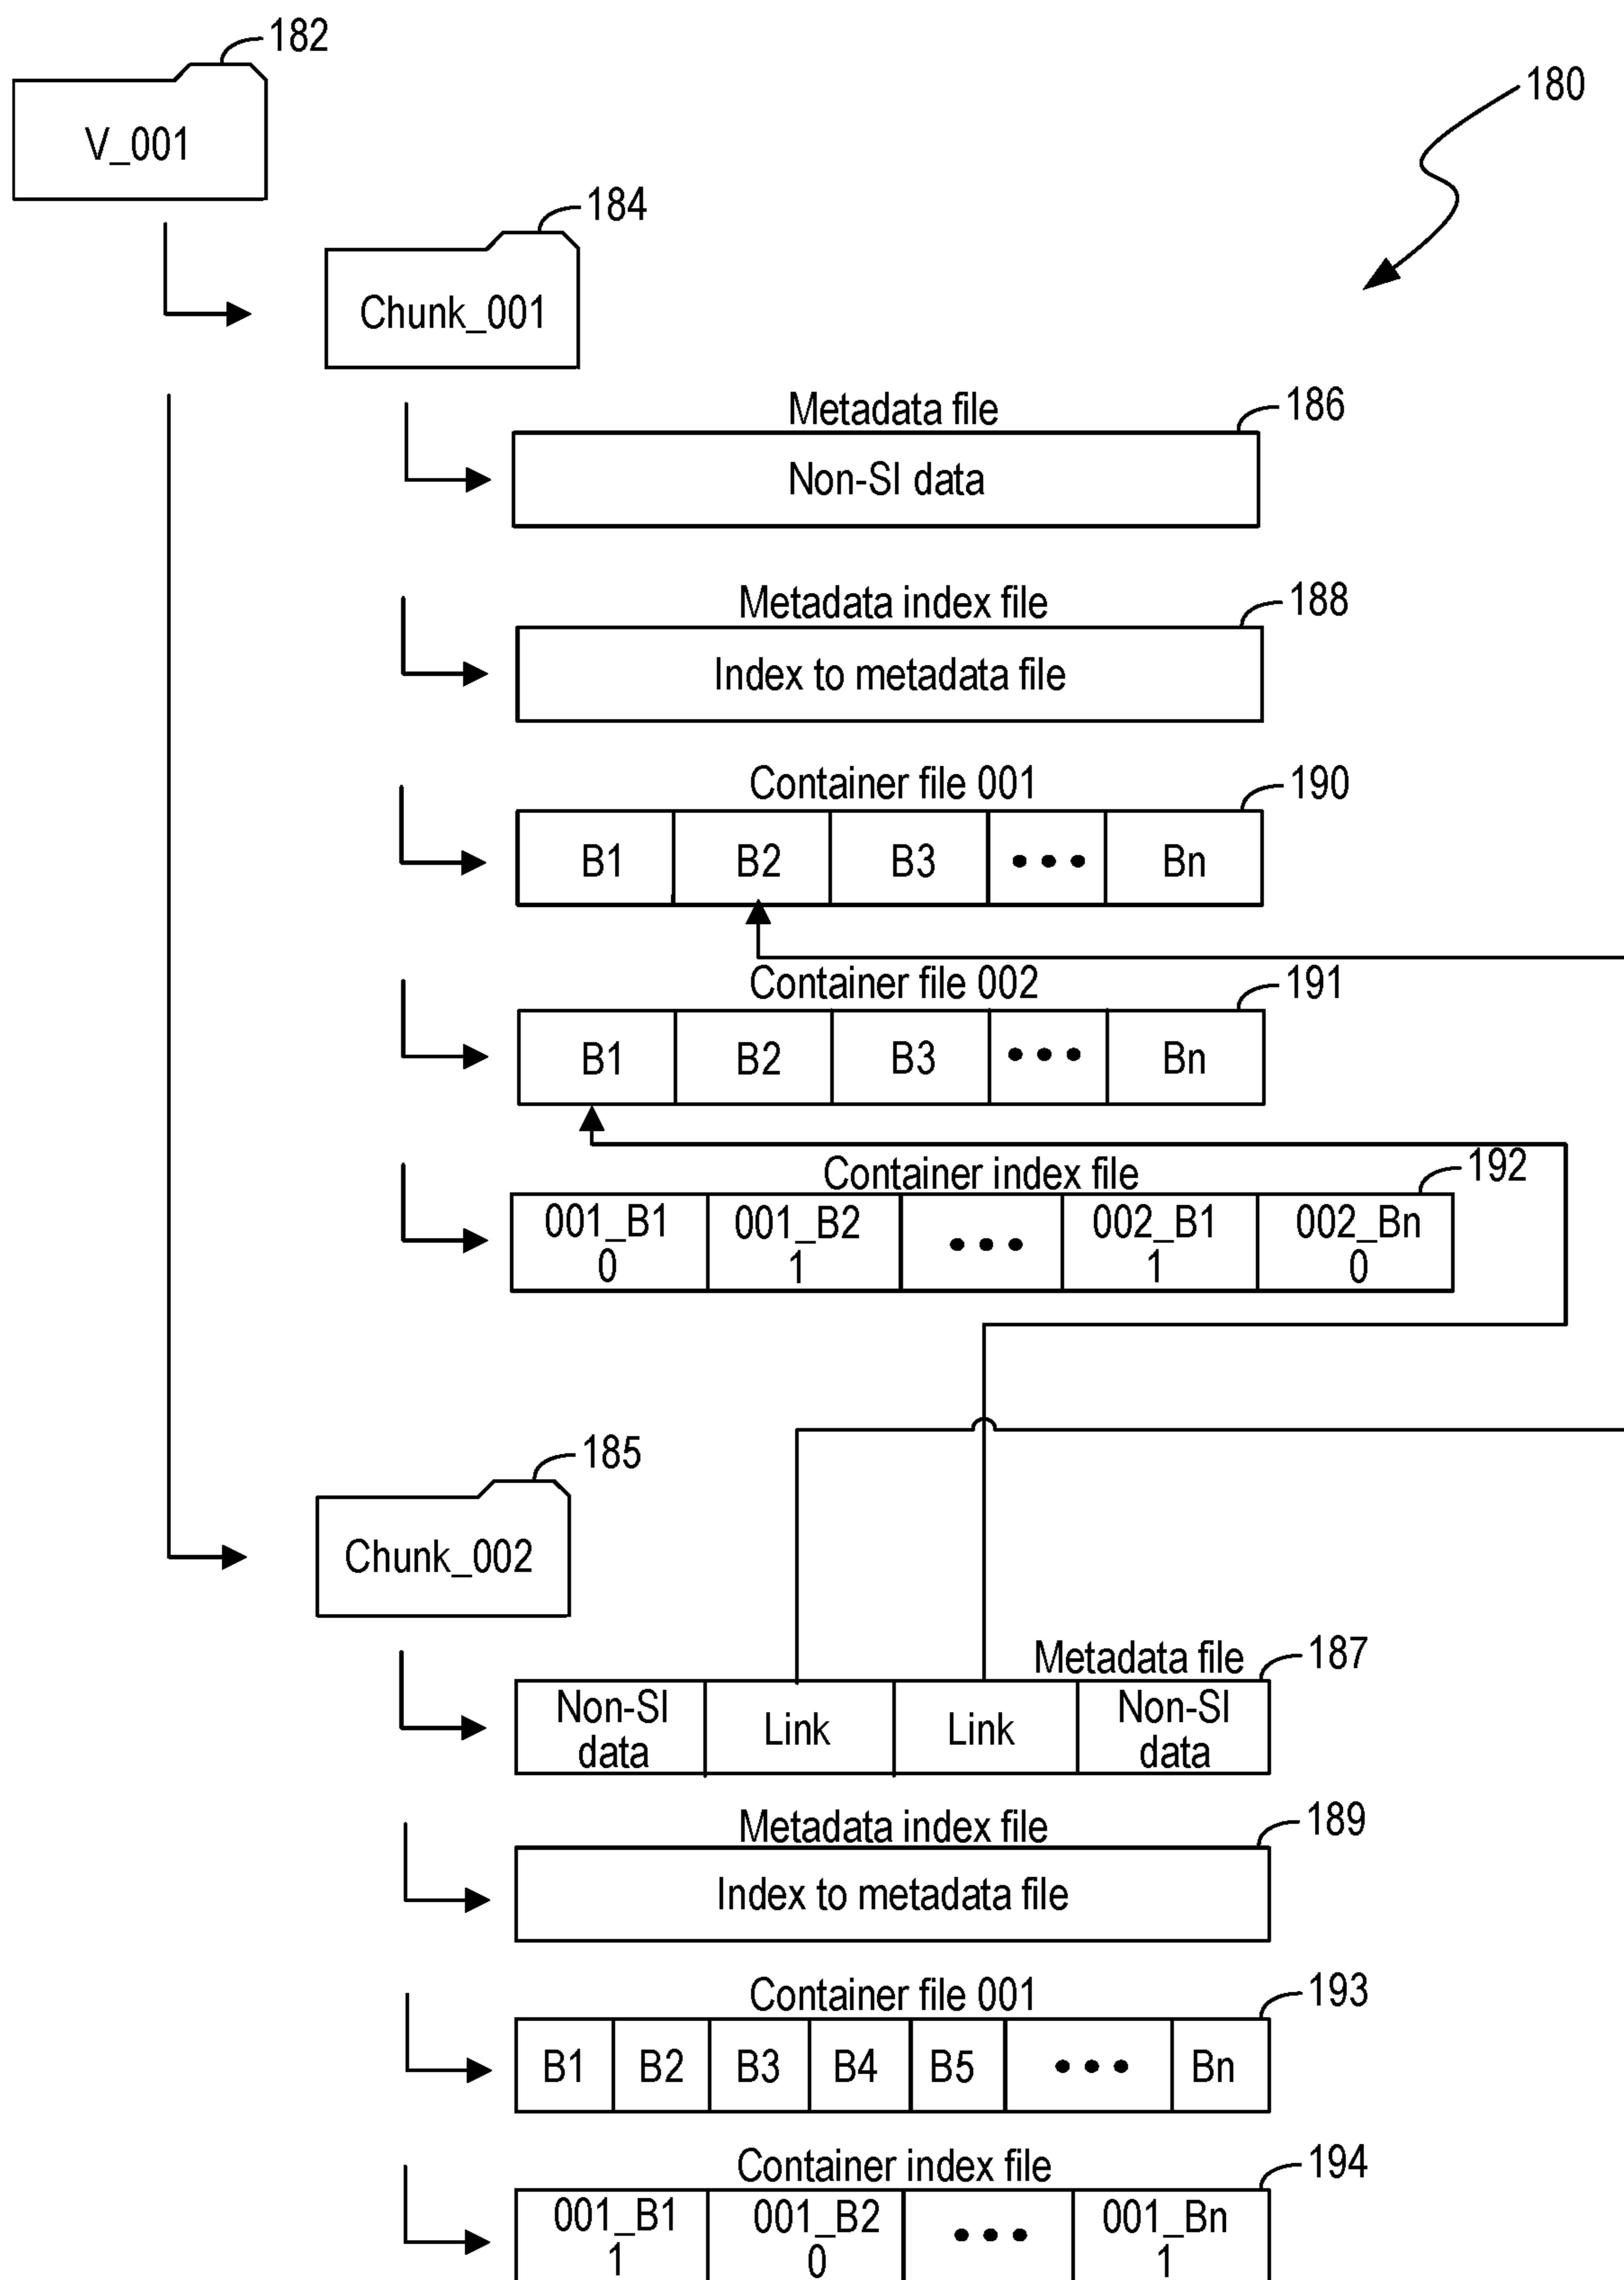 182
V_001
180
184
Chunk_001
Metadata file
186
Non-SI data
Metadata index file
188
Index to metadata file
Container file 001
190
B1 B2 B3 ••• Bn
Container file 002
191
B1 B2 B3 ••• Bn
Container index file
192
001_B1 001_B2 ••• 002_B1 002_Bn
0 1 1 0
185
Chunk_002
Metadata file
187
Non-SI Link Link Non-SI
data data
Metadata index file
189
Index to metadata file
Container file 001
193
B1 B2 B3 B4 B5 ••• Bn
Container index file
194
001_B1 001_B2 ••• 001_Bn
1 0 1